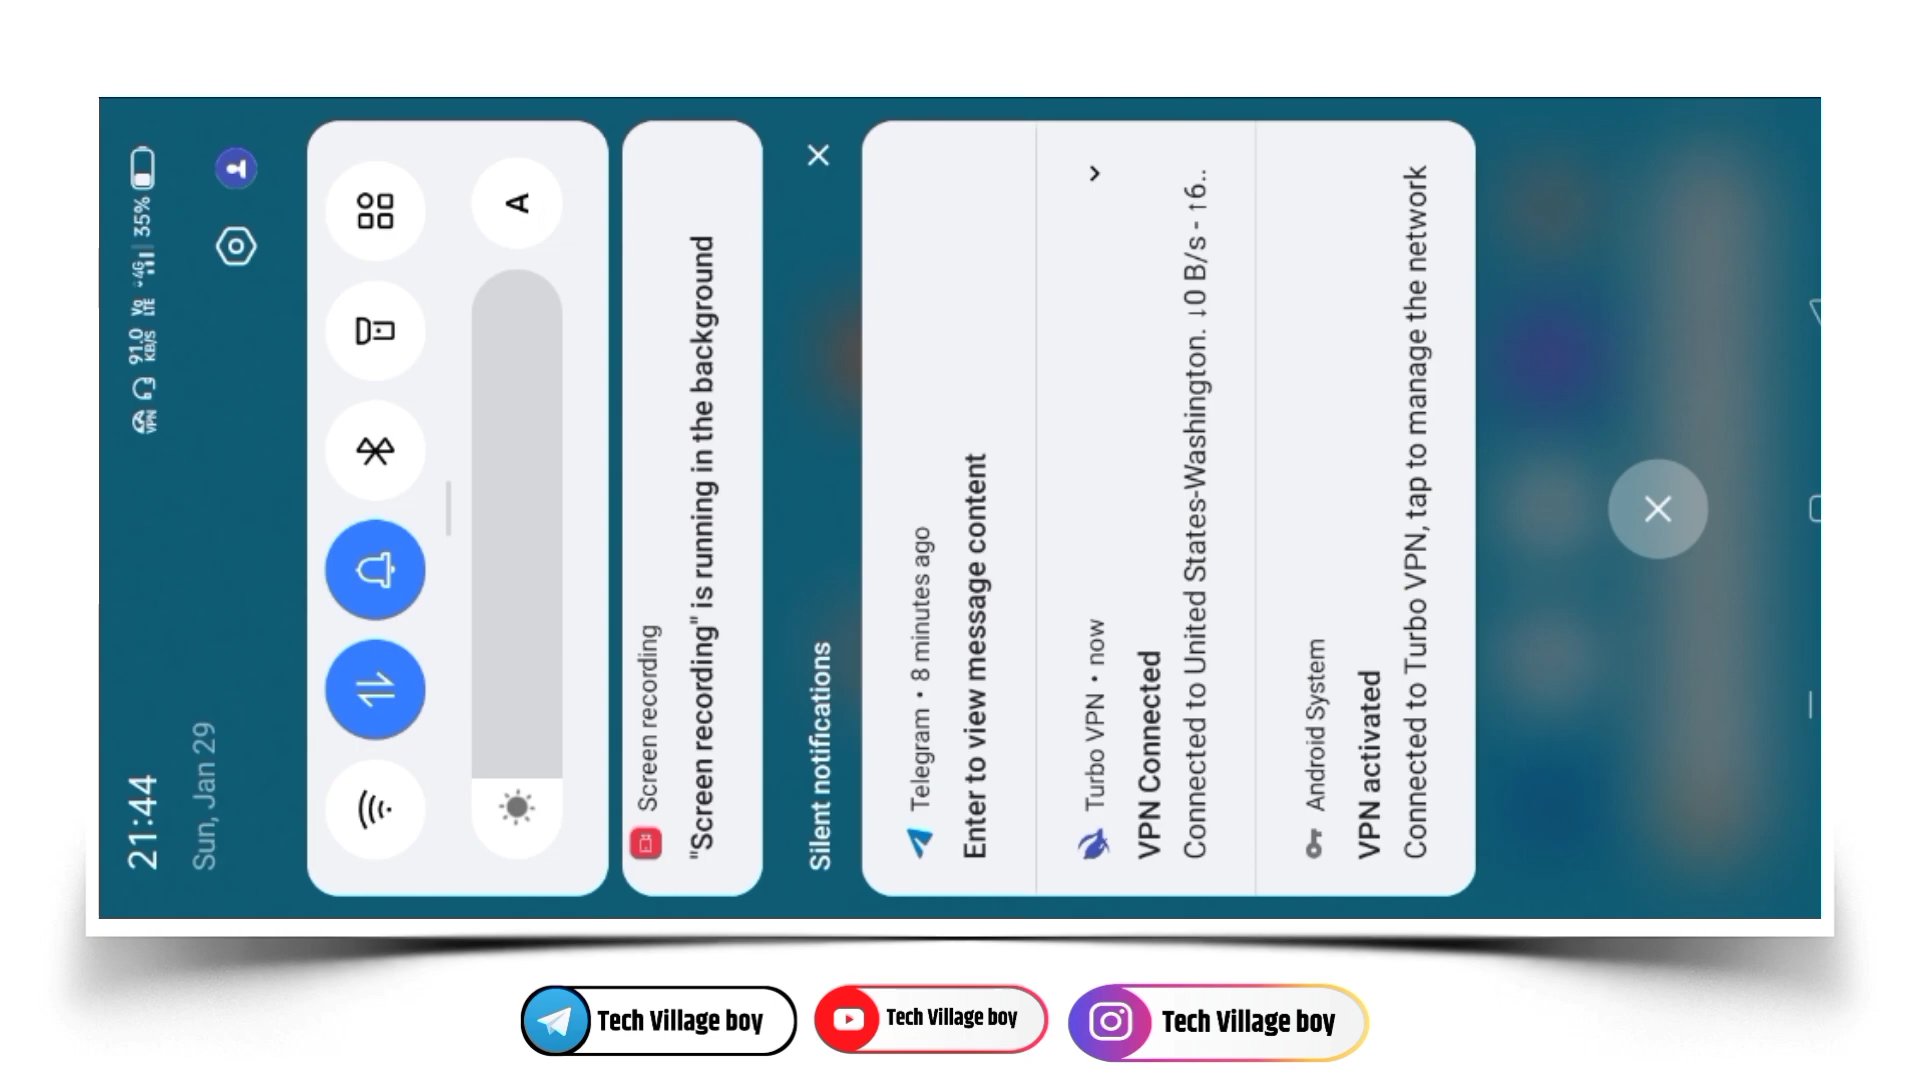 21:44
VPN 91.0 KB/S Vo LTE 4G 35%
Sun, Jan 29
A
Screen recording
"Screen recording" is running in the background
Silent notifications
Telegram • 8 minutes ago
Enter to view message content
Turbo VPN • now
VPN Connected
Connected to United States-Washington. ↓0 B/s - ↑6..
Android System
VPN activated
Connected to Turbo VPN, tap to manage the network
Tech Village boy
Tech Village boy
Tech Village boy